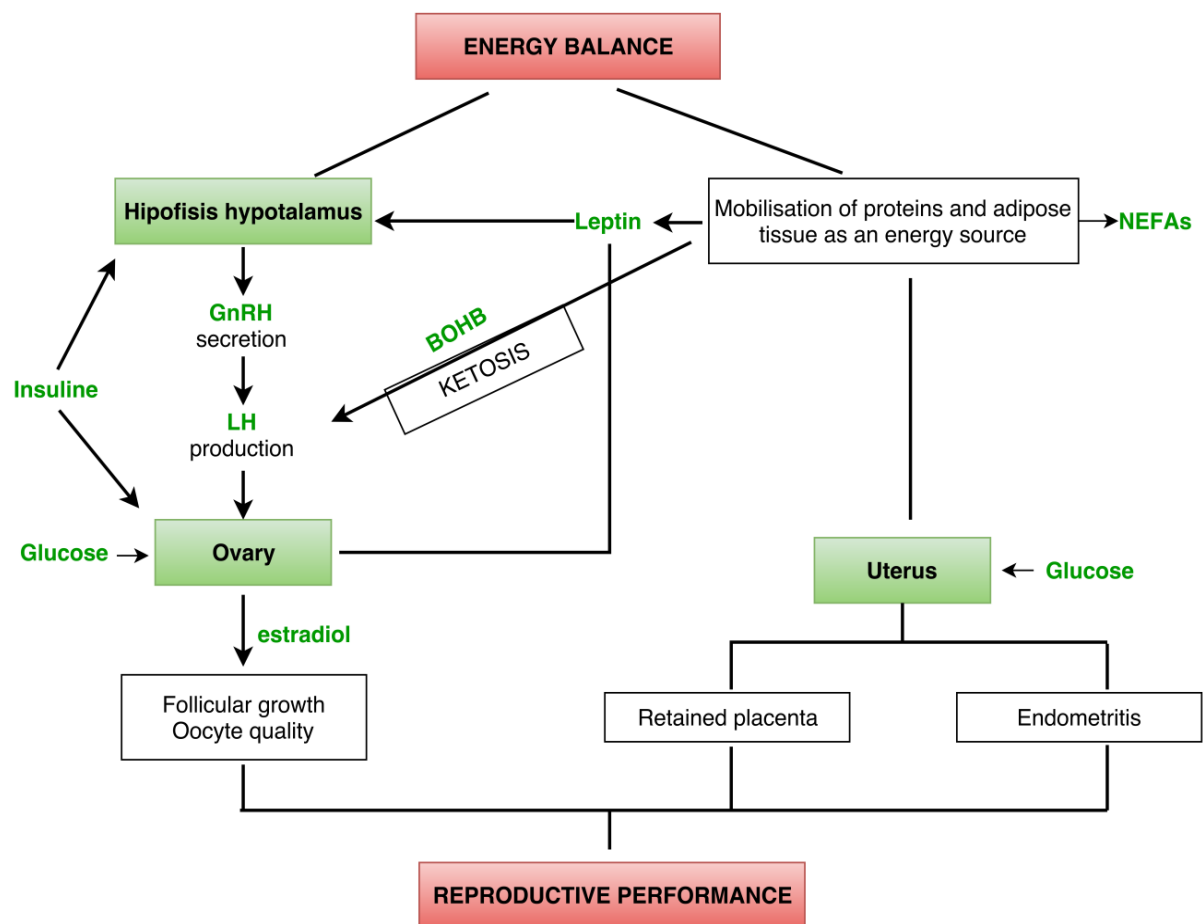 ENERGY BALANCE
Hipofisis hypotalamus
Leptin
Mobilisation of proteins and adipose
tissue as an energy source
NEFAs
GnRH
secretion
BOHB
KETOSIS
Insuline
LH
production
Glucose
Ovary
Uterus
Glucose
estradiol
Follicular growth
Oocyte quality
Retained placenta
Endometritis
REPRODUCTIVE PERFORMANCE